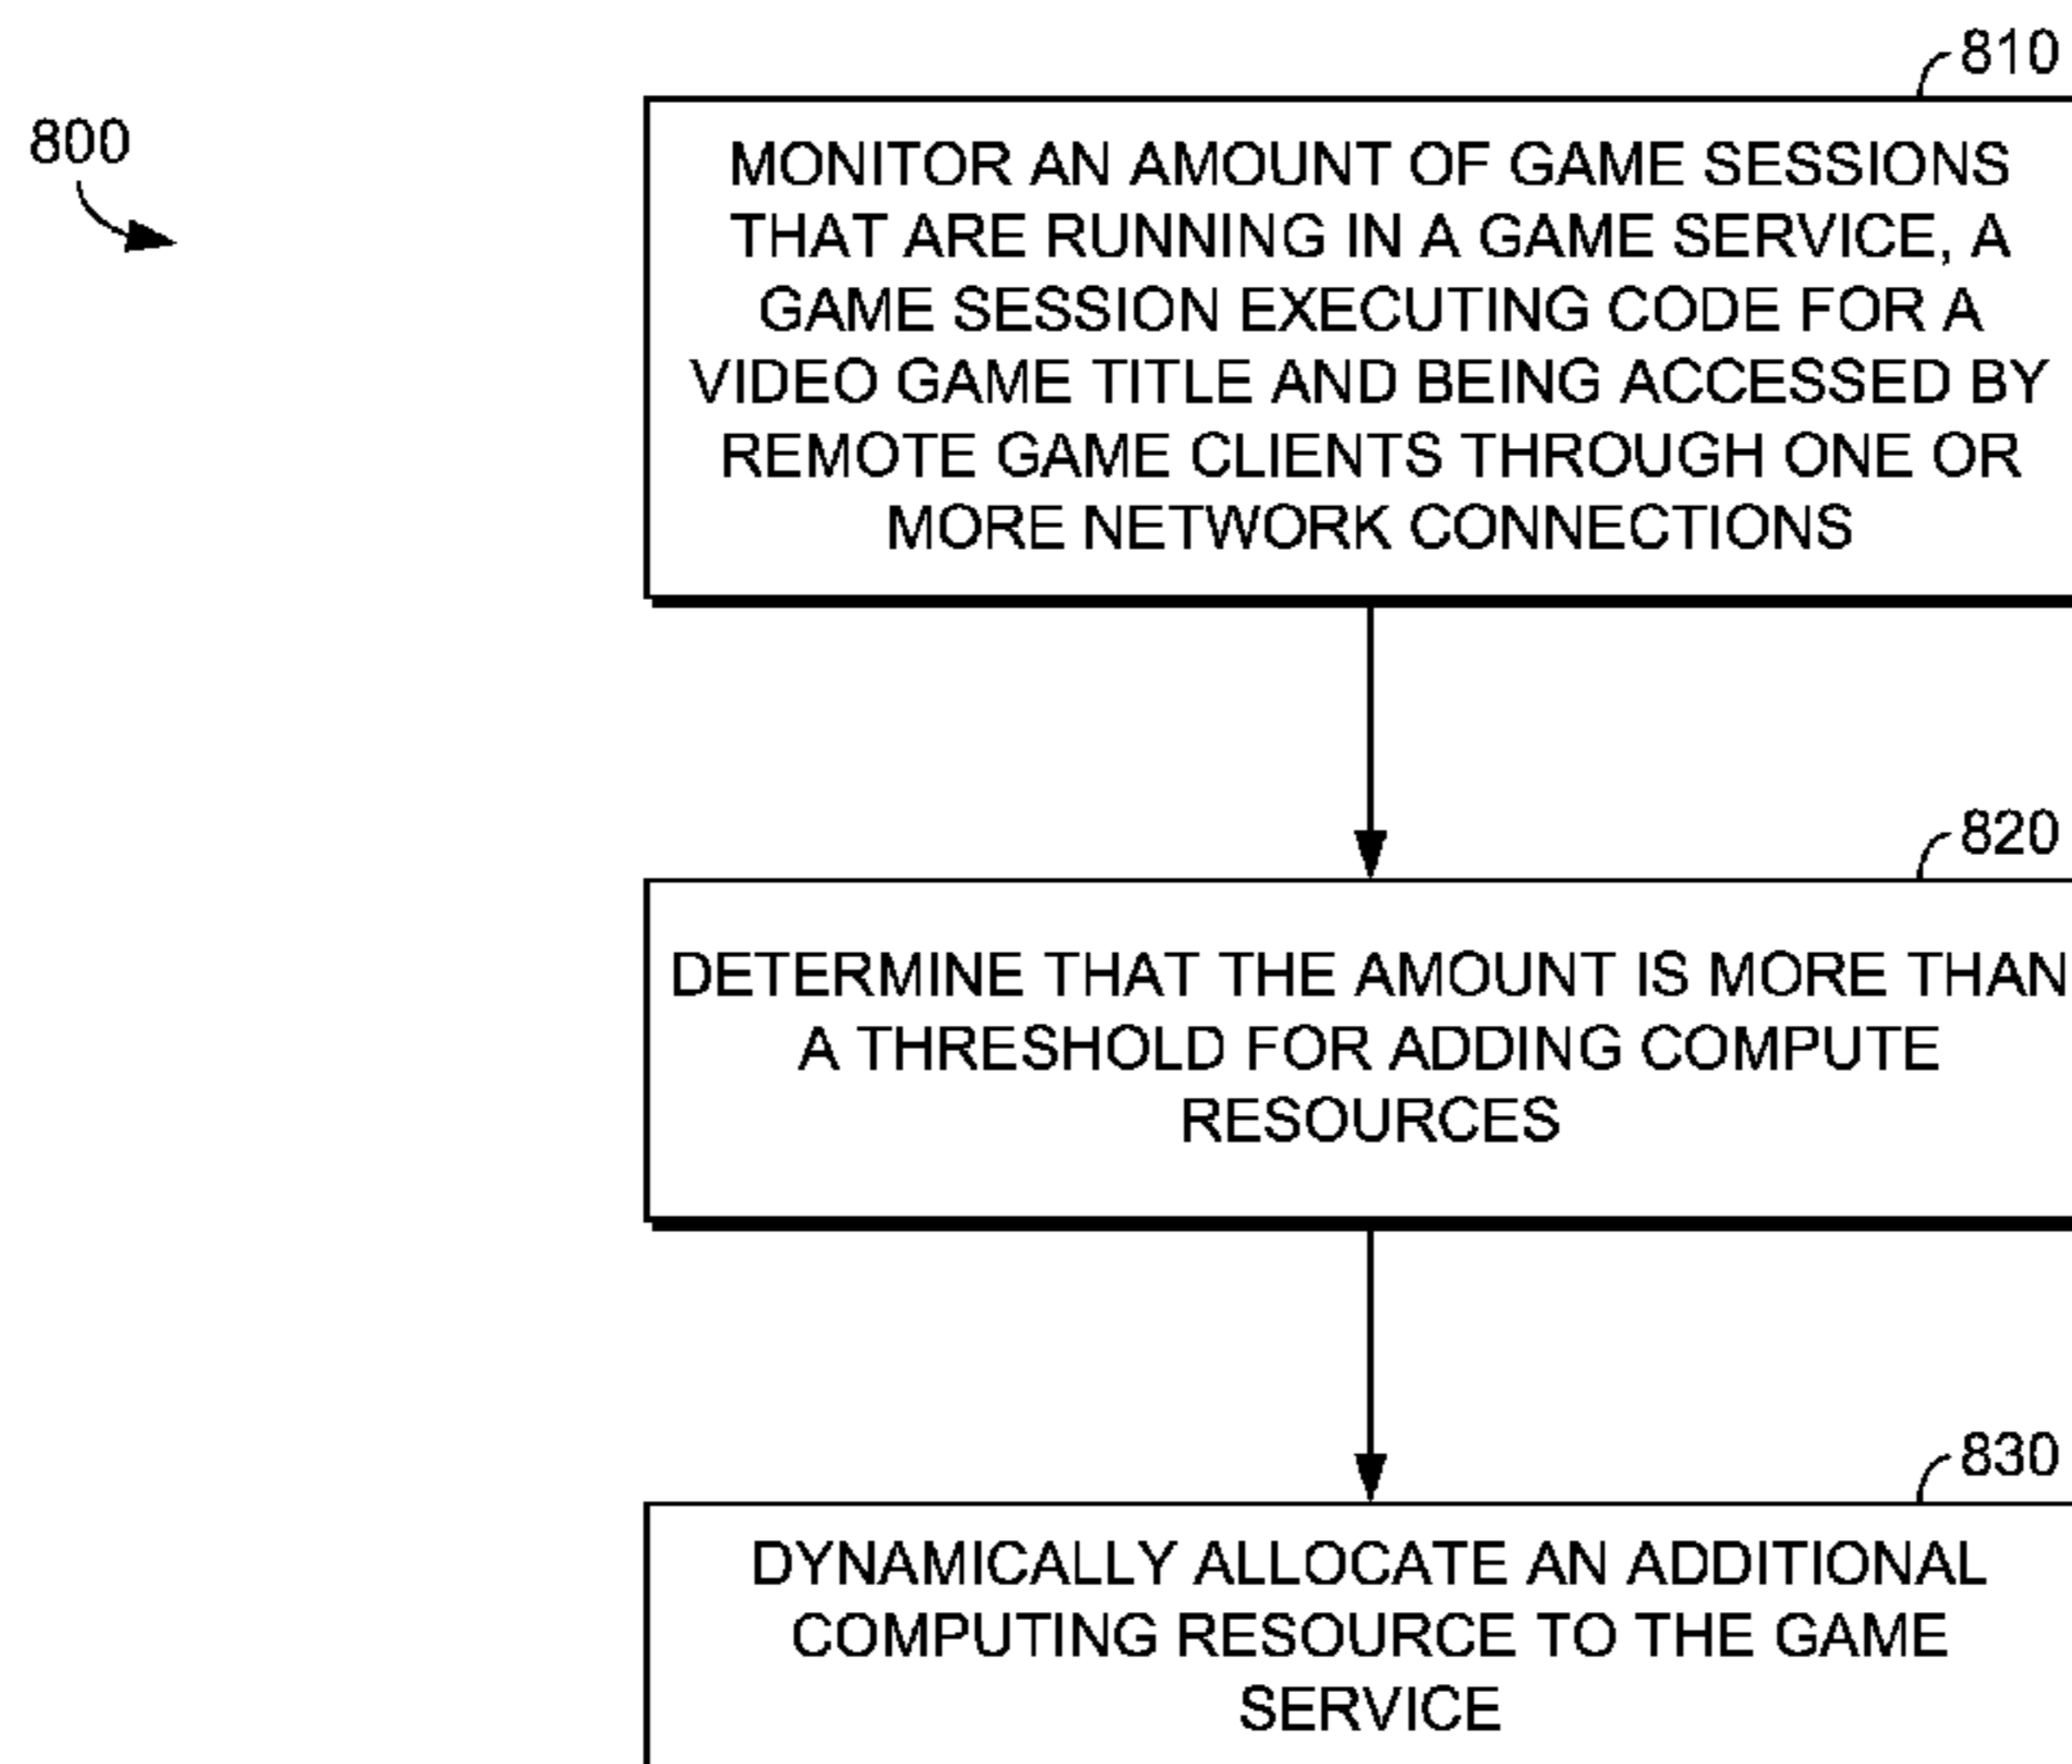 810
800
MONITOR AN AMOUNT OF GAME SESSIONS
THAT ARE RUNNING IN A GAME SERVICE, A
GAME SESSION EXECUTING CODE FOR A
VIDEO GAME TITLE AND BEING ACCESSED BY
REMOTE GAME CLIENTS THROUGH ONE OR
MORE NETWORK CONNECTIONS
820
DETERMINE THAT THE AMOUNT IS MORE THAN
A THRESHOLD FOR ADDING COMPUTE
RESOURCES
830
DYNAMICALLY ALLOCATE AN ADDITIONAL
COMPUTING RESOURCE TO THE GAME
SERVICE